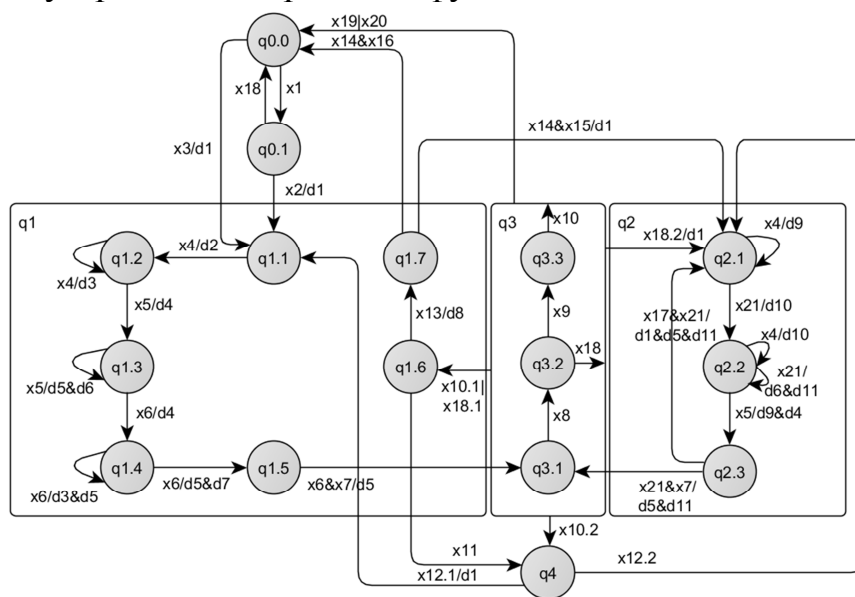 x19|x20
x14&x16
q0.0
x18
x1
x14&x15/d1
x3/d1
q0.1
x2/d1
q1
q3
q2
x10
x18.2/d1
x4/d9
x4/d2
q1.2
q1.1
q1.7
q3.3
q2.1
x4/d3
x5/d4
x13/d8
x9
x17&x21/
d1&d5&d11
x21/d10
x4/d10
x18
q1.3
q1.6
q3.2
q2.2
x21/
d6&d11
x5/d5&d6
x10.1|
x18.1
x6/d4
x8
x5/d9&d4
q1.4
q1.5
q3.1
q2.3
x6/d3&d5
x6/d5&d7
x6&x7/d5
x21&x7/
d5&d11
x10.2
x11
x12.1/d1
q4
x12.2